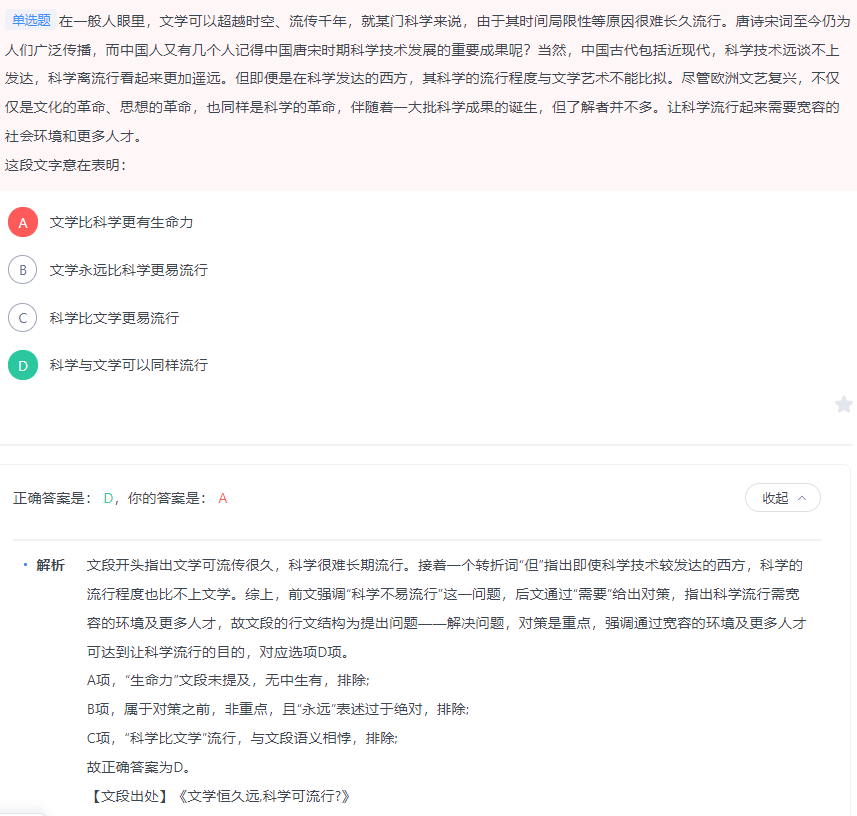 单选题 在一般人眼里，文学可以超越时空、流传千年，就某门科学来说，由于其时间局限性等原因很难长久流行。唐诗宋词至今仍为
人们广泛传播，而中国人又有几个人记得中国唐宋时期科学技术发展的重要成果呢？当然，中国古代包括近现代，科学技术远谈不上
发达，科学离流行看起来更加遥远。但即便是在科学发达的西方，其科学的流行程度与文学艺术不能比拟。尽管欧洲文艺复兴，不仅
仅是文化的革命、思想的革命，也同样是科学的革命，伴随着一大批科学成果的诞生，但了解者并不多。让科学流行起来需要宽容的
社会环境和更多人才。
这段文字意在表明：
A 文学比科学更有生命力
B 文学永远比科学更易流行
C 科学比文学更易流行
D 科学与文学可以同样流行
正确答案是： D，你的答案是： A
收起
· 解析 文段开头指出文学可流传很久，科学很难长期流行。接着一个转折词“但”指出即使科学技术较发达的西方，科学的
流行程度也比不上文学。综上，前文强调“科学不易流行”这一问题，后文通过“需要”给出对策，指出科学流行需宽
容的环境及更多人才，故文段的行文结构为提出问题——解决问题，对策是重点，强调通过宽容的环境及更多人才
可达到让科学流行的目的，对应选项D项。
A项，“生命力”文段未提及，无中生有，排除;
B项，属于对策之前，非重点，且“永远”表述过于绝对，排除;
C项，“科学比文学”流行，与文段语义相悖，排除;
故正确答案为D。
【文段出处】《文学恒久远,科学可流行?》